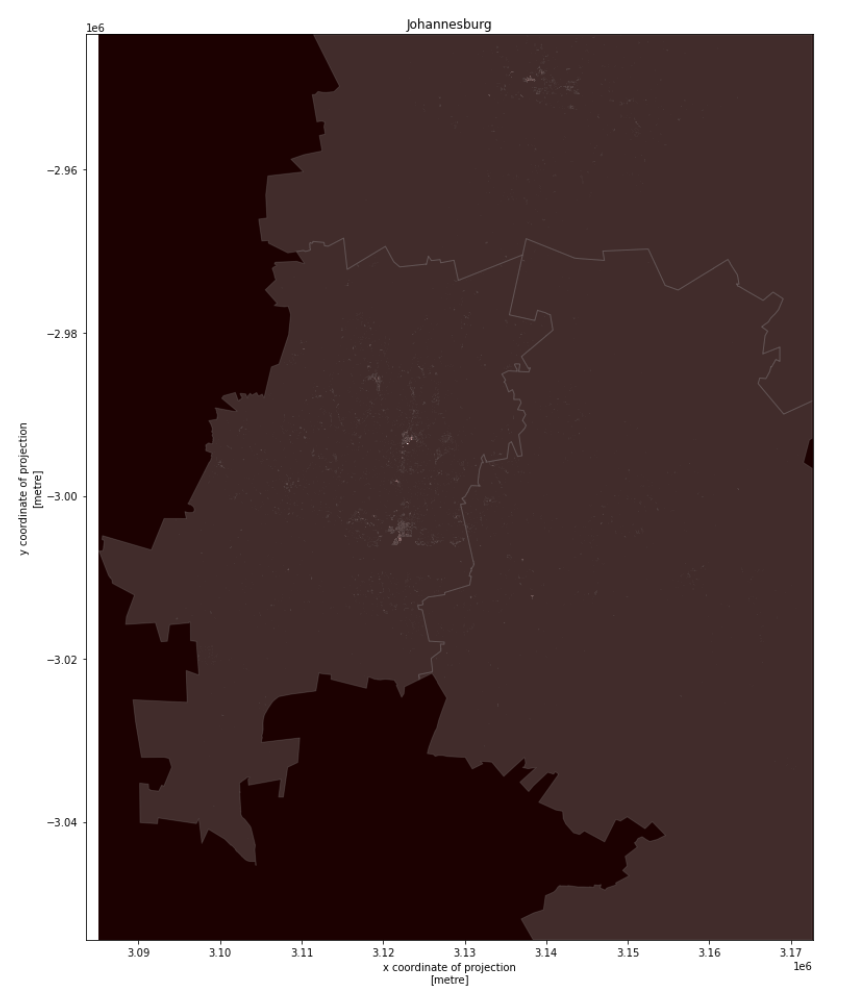 Johannesburg
1e6
−2.96
−2.98
−3.00
−3.02
−3.04
y coordinate of projection
[metre]
3.09 3.10 3.11 3.12 3.13 3.14 3.15 3.16 3.17
1e6
x coordinate of projection
[metre]